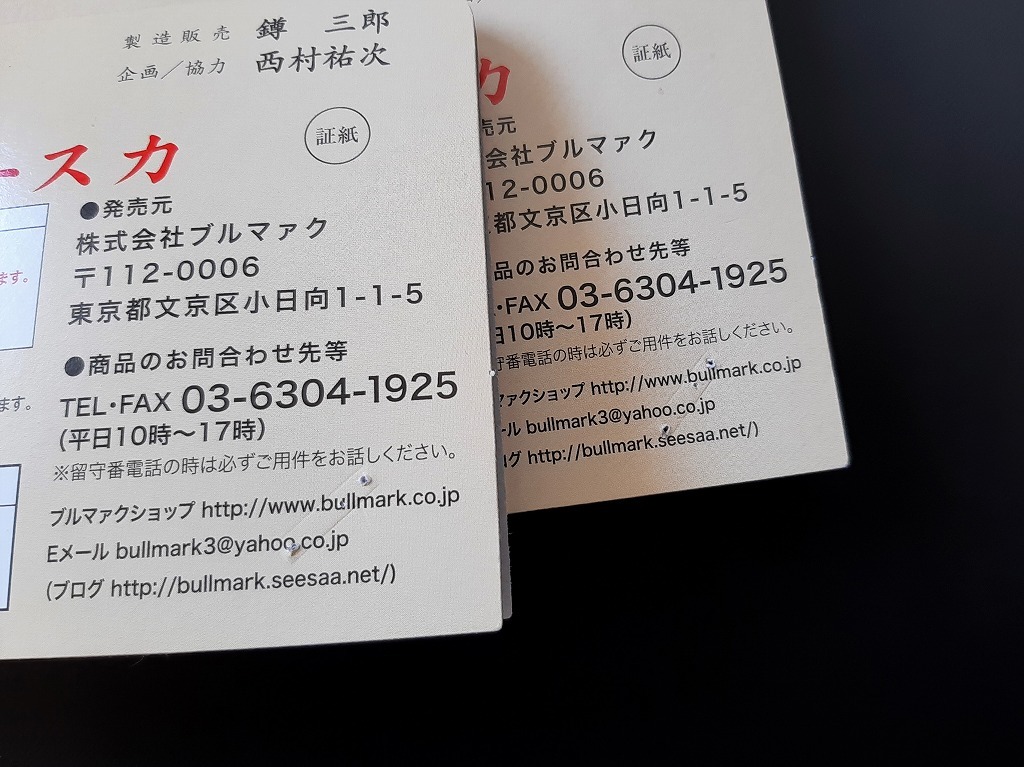 製造販売 鐏 三郎
企画／協力 西村祐次
証紙
ースカ
●発売元
株式会社ブルマァク
〒112-0006
東京都文京区小日向1-1-5
●商品のお問合わせ先等
TEL･FAX 03-6304-1925
(平日10時～17時)
※留守番電話の時は必ずご用件をお話しください。
ブルマァクショップ http://www.bullmark.co.jp
Eメール bullmark3@yahoo.co.jp
(ブログ http://bullmark.seesaa.net/)
ます。
ます。
証紙
カ
売元
会社ブルマァク
112-0006
都文京区小日向1-1-5
品のお問合わせ先等
･FAX 03-6304-1925
日10時～17時)
守番電話の時は必ずご用件をお話しください。
マァクショップ http://www.bullmark.co.jp
ール bullmark3@yahoo.co.jp
ログ http://bullmark.seesaa.net/)